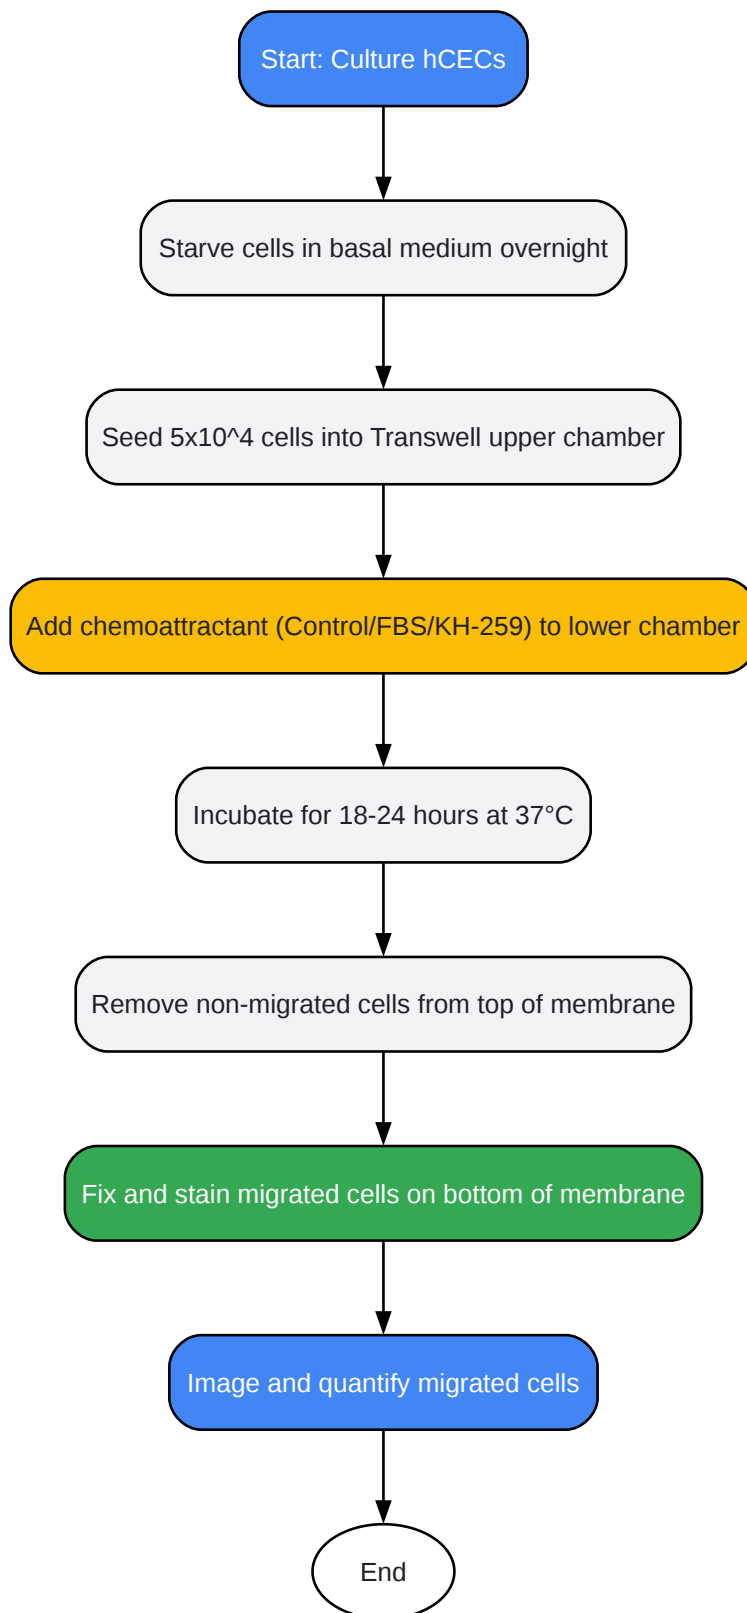 Start: Culture hCECs
Starve cells in basal medium overnight
Seed 5x10^4 cells into Transwell upper chamber
Add chemoattractant (Control/FBS/KH-259) to lower chamber
Incubate for 18-24 hours at 37°C
Remove non-migrated cells from top of membrane
Fix and stain migrated cells on bottom of membrane
Image and quantify migrated cells
End